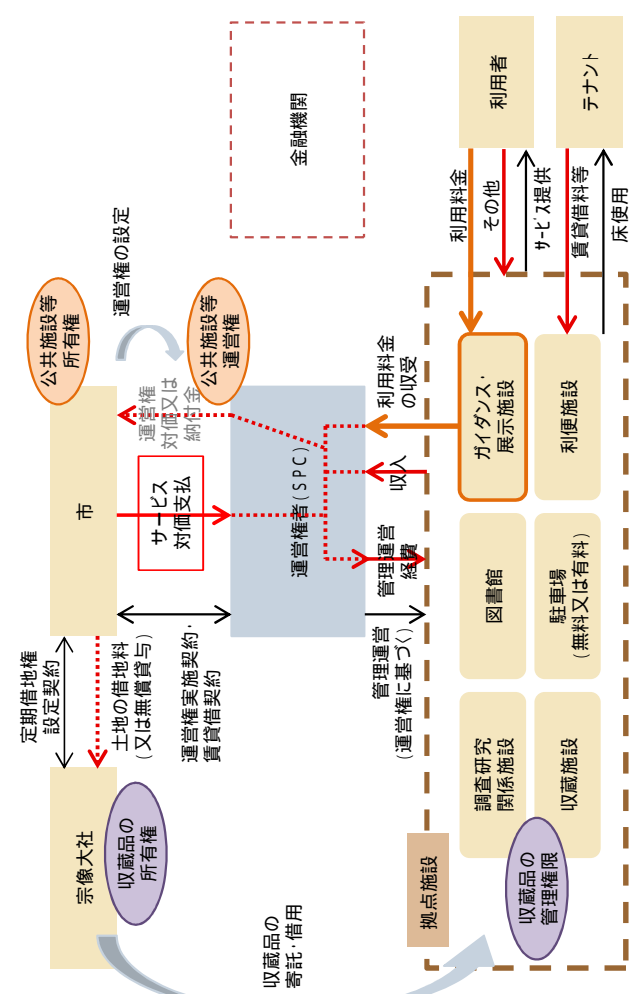 宗像大社
収蔵品の
所有権
定期借地権
設定契約
土地の借地料
(又は無償貸与)
市
公共施設等
所有権
運営権の設定
公共施設等
運営権
運営権
対価又は
納付金
サービス
対価支払
運営権実施契約・
賃貸借契約
運営権者(SPC)
金融機関
管理運営
(運営権に基づく)
管理運営
経費
収入
利用料金
の収受
収蔵品の
寄託・借用
拠点施設
調査研究
関係施設
図書館
ガイダンス・
展示施設
収蔵施設
駐車場
(無料又は有料)
利便施設
収蔵品の
管理権限
利用料金
その他
サービス提供
賃貸借料等
床使用
利用者
テナント